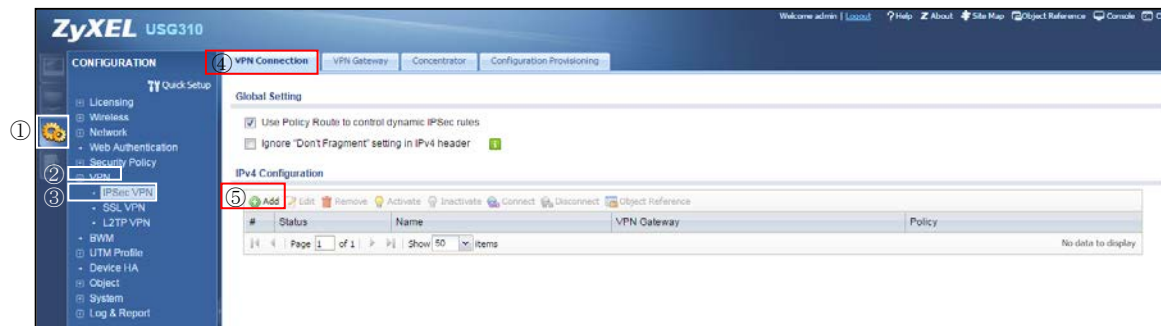 Welcome admin | Logout ? Help Z About Site Map Object Reference Console
ZyXEL USG310
CONFIGURATION
Quick Setup
Licensing
Wireless
Network
Web Authentication
Security Policy
VPN
IPSec VPN
SSL VPN
L2TP VPN
BWM
UTM Profile
Device HA
Object
System
Log & Report
①
②
③
④ VPN Connection VPN Gateway Concentrator Configuration Provisioning
Global Setting
Use Policy Route to control dynamic IPSec rules
Ignore "Don't Fragment" setting in IPv4 header
IPv4 Configuration
⑤ Add Edit Remove Activate Inactivate Connect Disconnect Object Reference
# Status Name VPN Gateway Policy
Page 1 of 1 Show 50 items No data to display